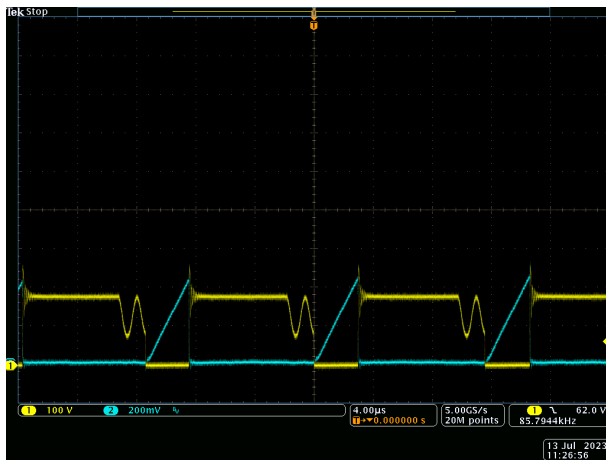 Tek Stop
T
1
1 100 V 2 200mV
4.00µs
T→▼0.000000 s
5.00GS/s
20M points
1 62.0 V
85.7944kHz
13 Jul 2023
11:26:56